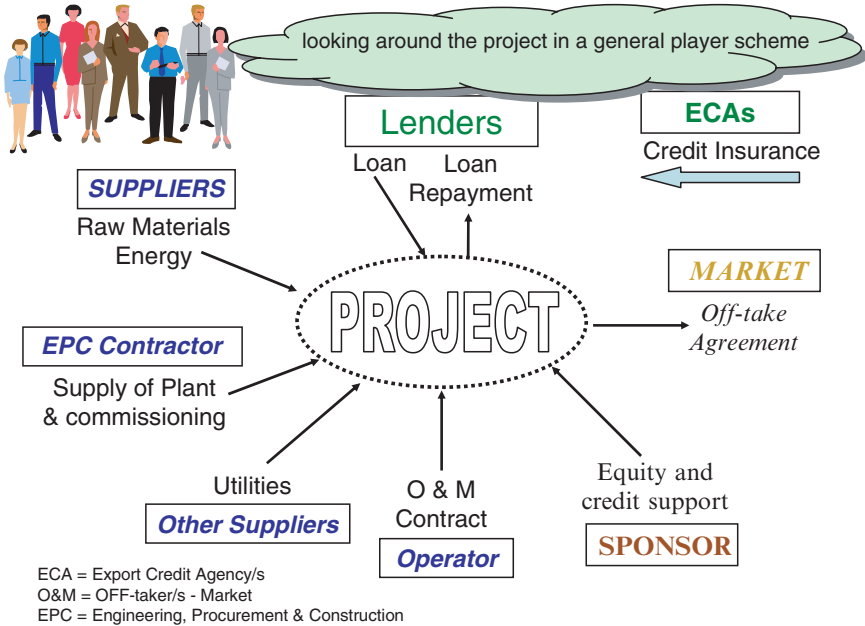 looking around the project in a general player scheme
Lenders
ECAs
Loan
Loan
Repayment
Credit Insurance
SUPPLIERS
Raw Materials
Energy
MARKET
Off-take
Agreement
PROJECT
EPC Contractor
Supply of Plant
& commissioning
Utilities
Other Suppliers
O & M
Contract
Operator
Equity and
credit support
SPONSOR
ECA = Export Credit Agency/s
O&M = OFF-taker/s - Market
EPC = Engineering, Procurement & Construction